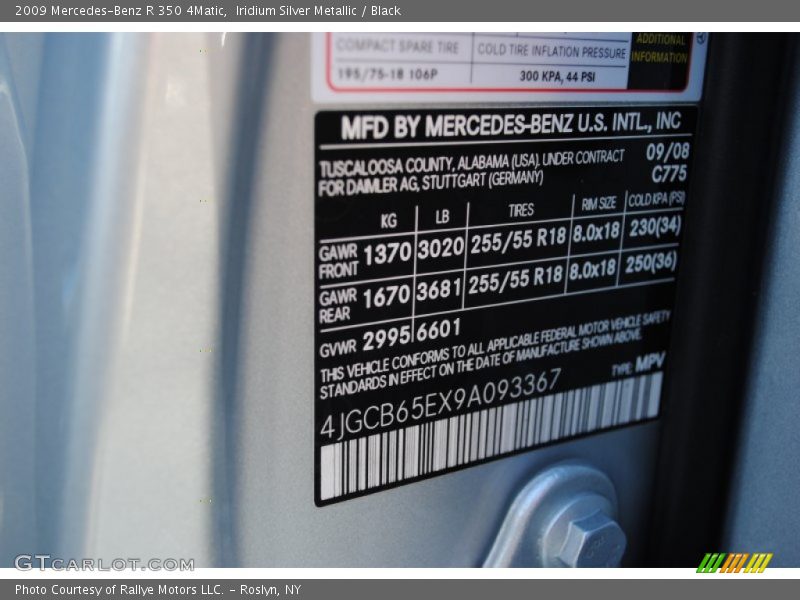 2009 Mercedes-Benz R 350 4Matic,  Iridium Silver Metallic / Black
COMPACT SPARE TIRE COLD TIRE INFLATION PRESSURE ADDITIONAL INFORMATION
195/75-18 106P 300 KPA, 44 PSI
MFD BY MERCEDES-BENZ U.S. INTL., INC
TUSCALOOSA COUNTY, ALABAMA (USA). UNDER CONTRACT 09/08
FOR DAIMLER AG, STUTTGART (GERMANY) C775
KG LB TIRES RIM SIZE COLD KPA (PSI)
GAWR FRONT 1370 3020 255/55 R18 8.0x18 230(34)
GAWR REAR 1670 3681 255/55 R18 8.0x18 250(36)
GVWR 2995 6601
THIS VEHICLE CONFORMS TO ALL APPLICABLE FEDERAL MOTOR VEHICLE SAFETY
STANDARDS IN EFFECT ON THE DATE OF MANUFACTURE SHOWN ABOVE.
TYPE: MPV
4JGCB65EX9A093367
GTCARLOT.COM
Photo Courtesy of Rallye Motors LLC. - Roslyn, NY